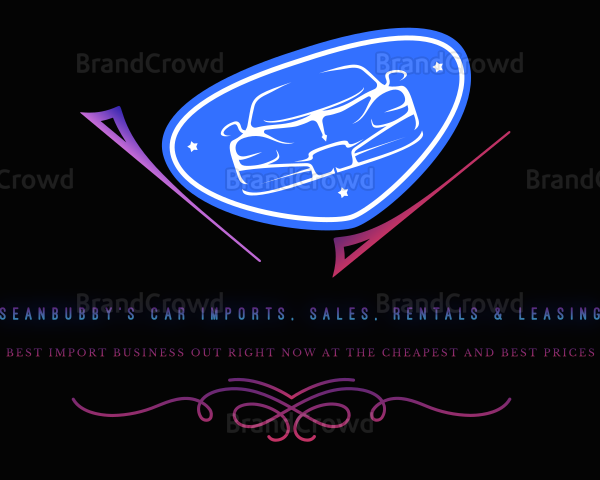 BrandCrowd BrandCrowd
BrandCrowd BrandCrowd BrandCrowd
BrandCrowd BrandCrowd
SEANBUBBY'S CAR IMPORTS, SALES, RENTALS & LEASING
BEST IMPORT BUSINESS OUT RIGHT NOW AT THE CHEAPEST AND BEST PRICES
BrandCrowd